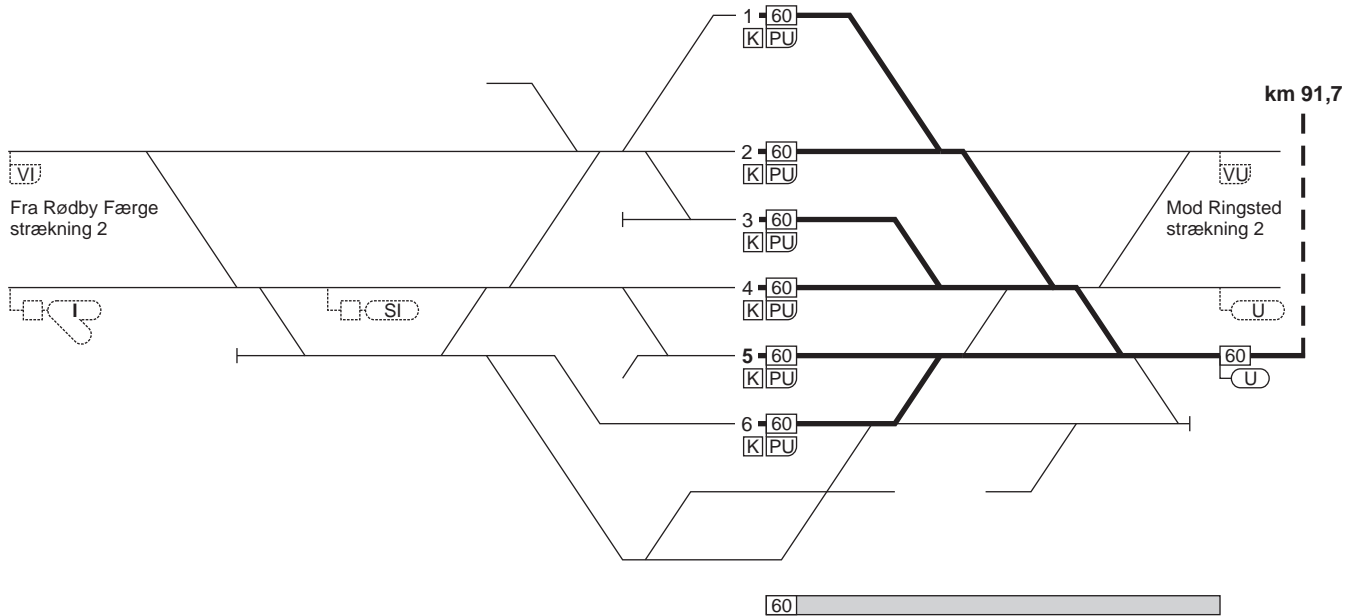 1 60
K PU
km 91,7
2 60
K PU
VI
VU
Fra Rødby Færge
strækning 2
3 60
K PU
Mod Ringsted
strækning 2
4 60
K PU
I
SI
U
5 60
K PU
60
U
6 60
K PU
60